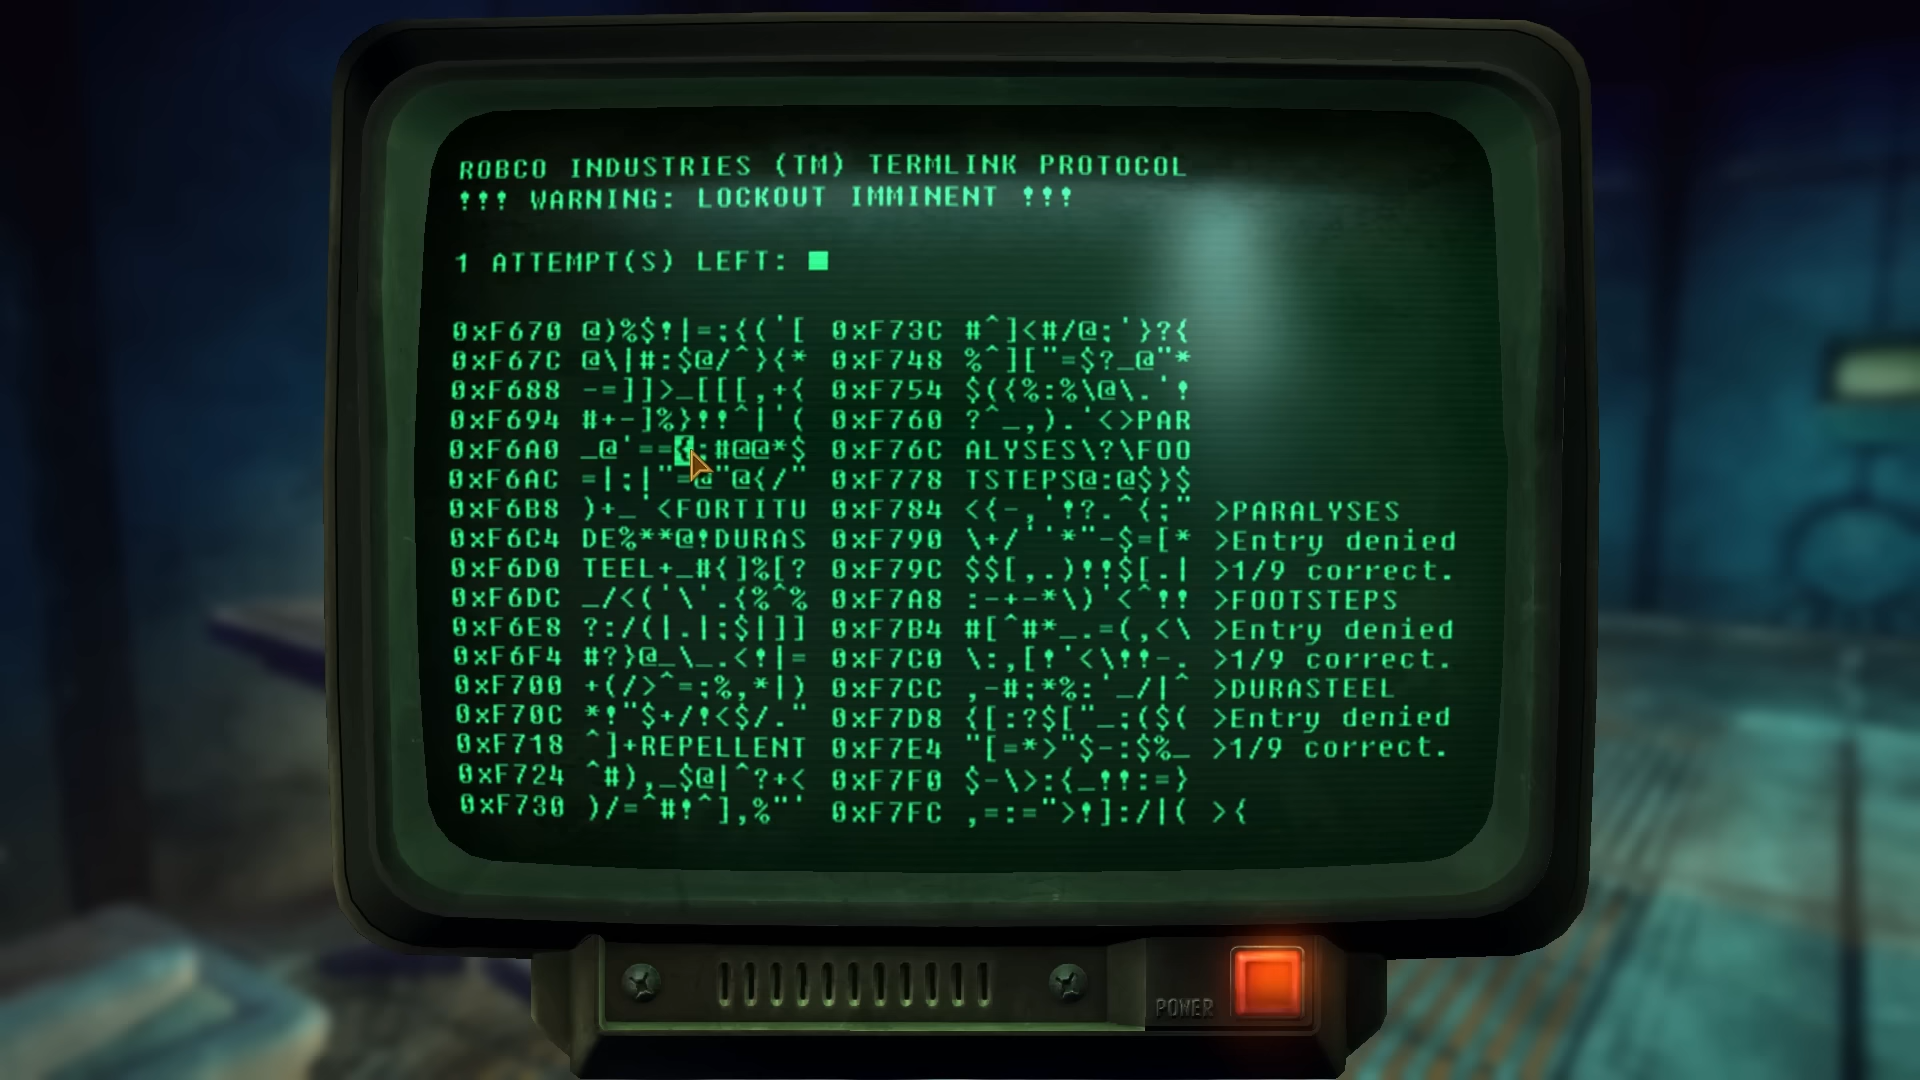 ROBCO INDUSTRIES (TM) TERMLINK PROTOCOL
!!! WARNING: LOCKOUT IMMINENT !!!
1 ATTEMPT(S) LEFT: ■
0xF670 @)%$!|=;{('[ 0xF73C #^]<#/@;'}?{
0xF67C @\|#:$@/^}{* 0xF748 %^]["=$?_@"*
0xF688 -=]]>_[[[,+{ 0xF754 $({%:%\@\.'!
0xF694 #+-]%}!!^|'( 0xF760 ?^_,).'<>PAR
0xF6A0 _@'=={:#@@*$ 0xF76C ALYSES\?\FOO
0xF6AC =|;|"=@"@{/" 0xF778 TSTEPS@:@$}$
0xF6B8 )+_'<FORTITU 0xF784 <{-,'!?.^{;" >PARALYSES
0xF6C4 DE%**@!DURAS 0xF790 \+/''*"-$=[* >Entry denied
0xF6D0 TEEL+_#{]%[? 0xF79C $$[,.)!!$[.| >1/9 correct.
0xF6DC _/<('\'.{%^% 0xF7A8 :-+-*\)'<^!! >FOOTSTEPS
0xF6E8 ?:/(|.|;$|]] 0xF7B4 #[^#*_.=(,<\ >Entry denied
0xF6F4 #?}@_\_.<!|= 0xF7C0 \:,[!'<\!!-. >1/9 correct.
0xF700 +(/>^=;%,*|) 0xF7CC ,-#;*%:'_/|^ >DURASTEEL
0xF70C *!"$+/!<$/." 0xF7D8 {[:?$["_;($( >Entry denied
0xF718 ^]+REPELLENT 0xF7E4 "[=*>"$-:$%_ >1/9 correct.
0xF724 ^#),_$@|^?+< 0xF7F0 $-\>:{_!!:=}
0xF730 )/=^#!^],%"' 0xF7FC ,=:=">!]:/|( >{
POWER